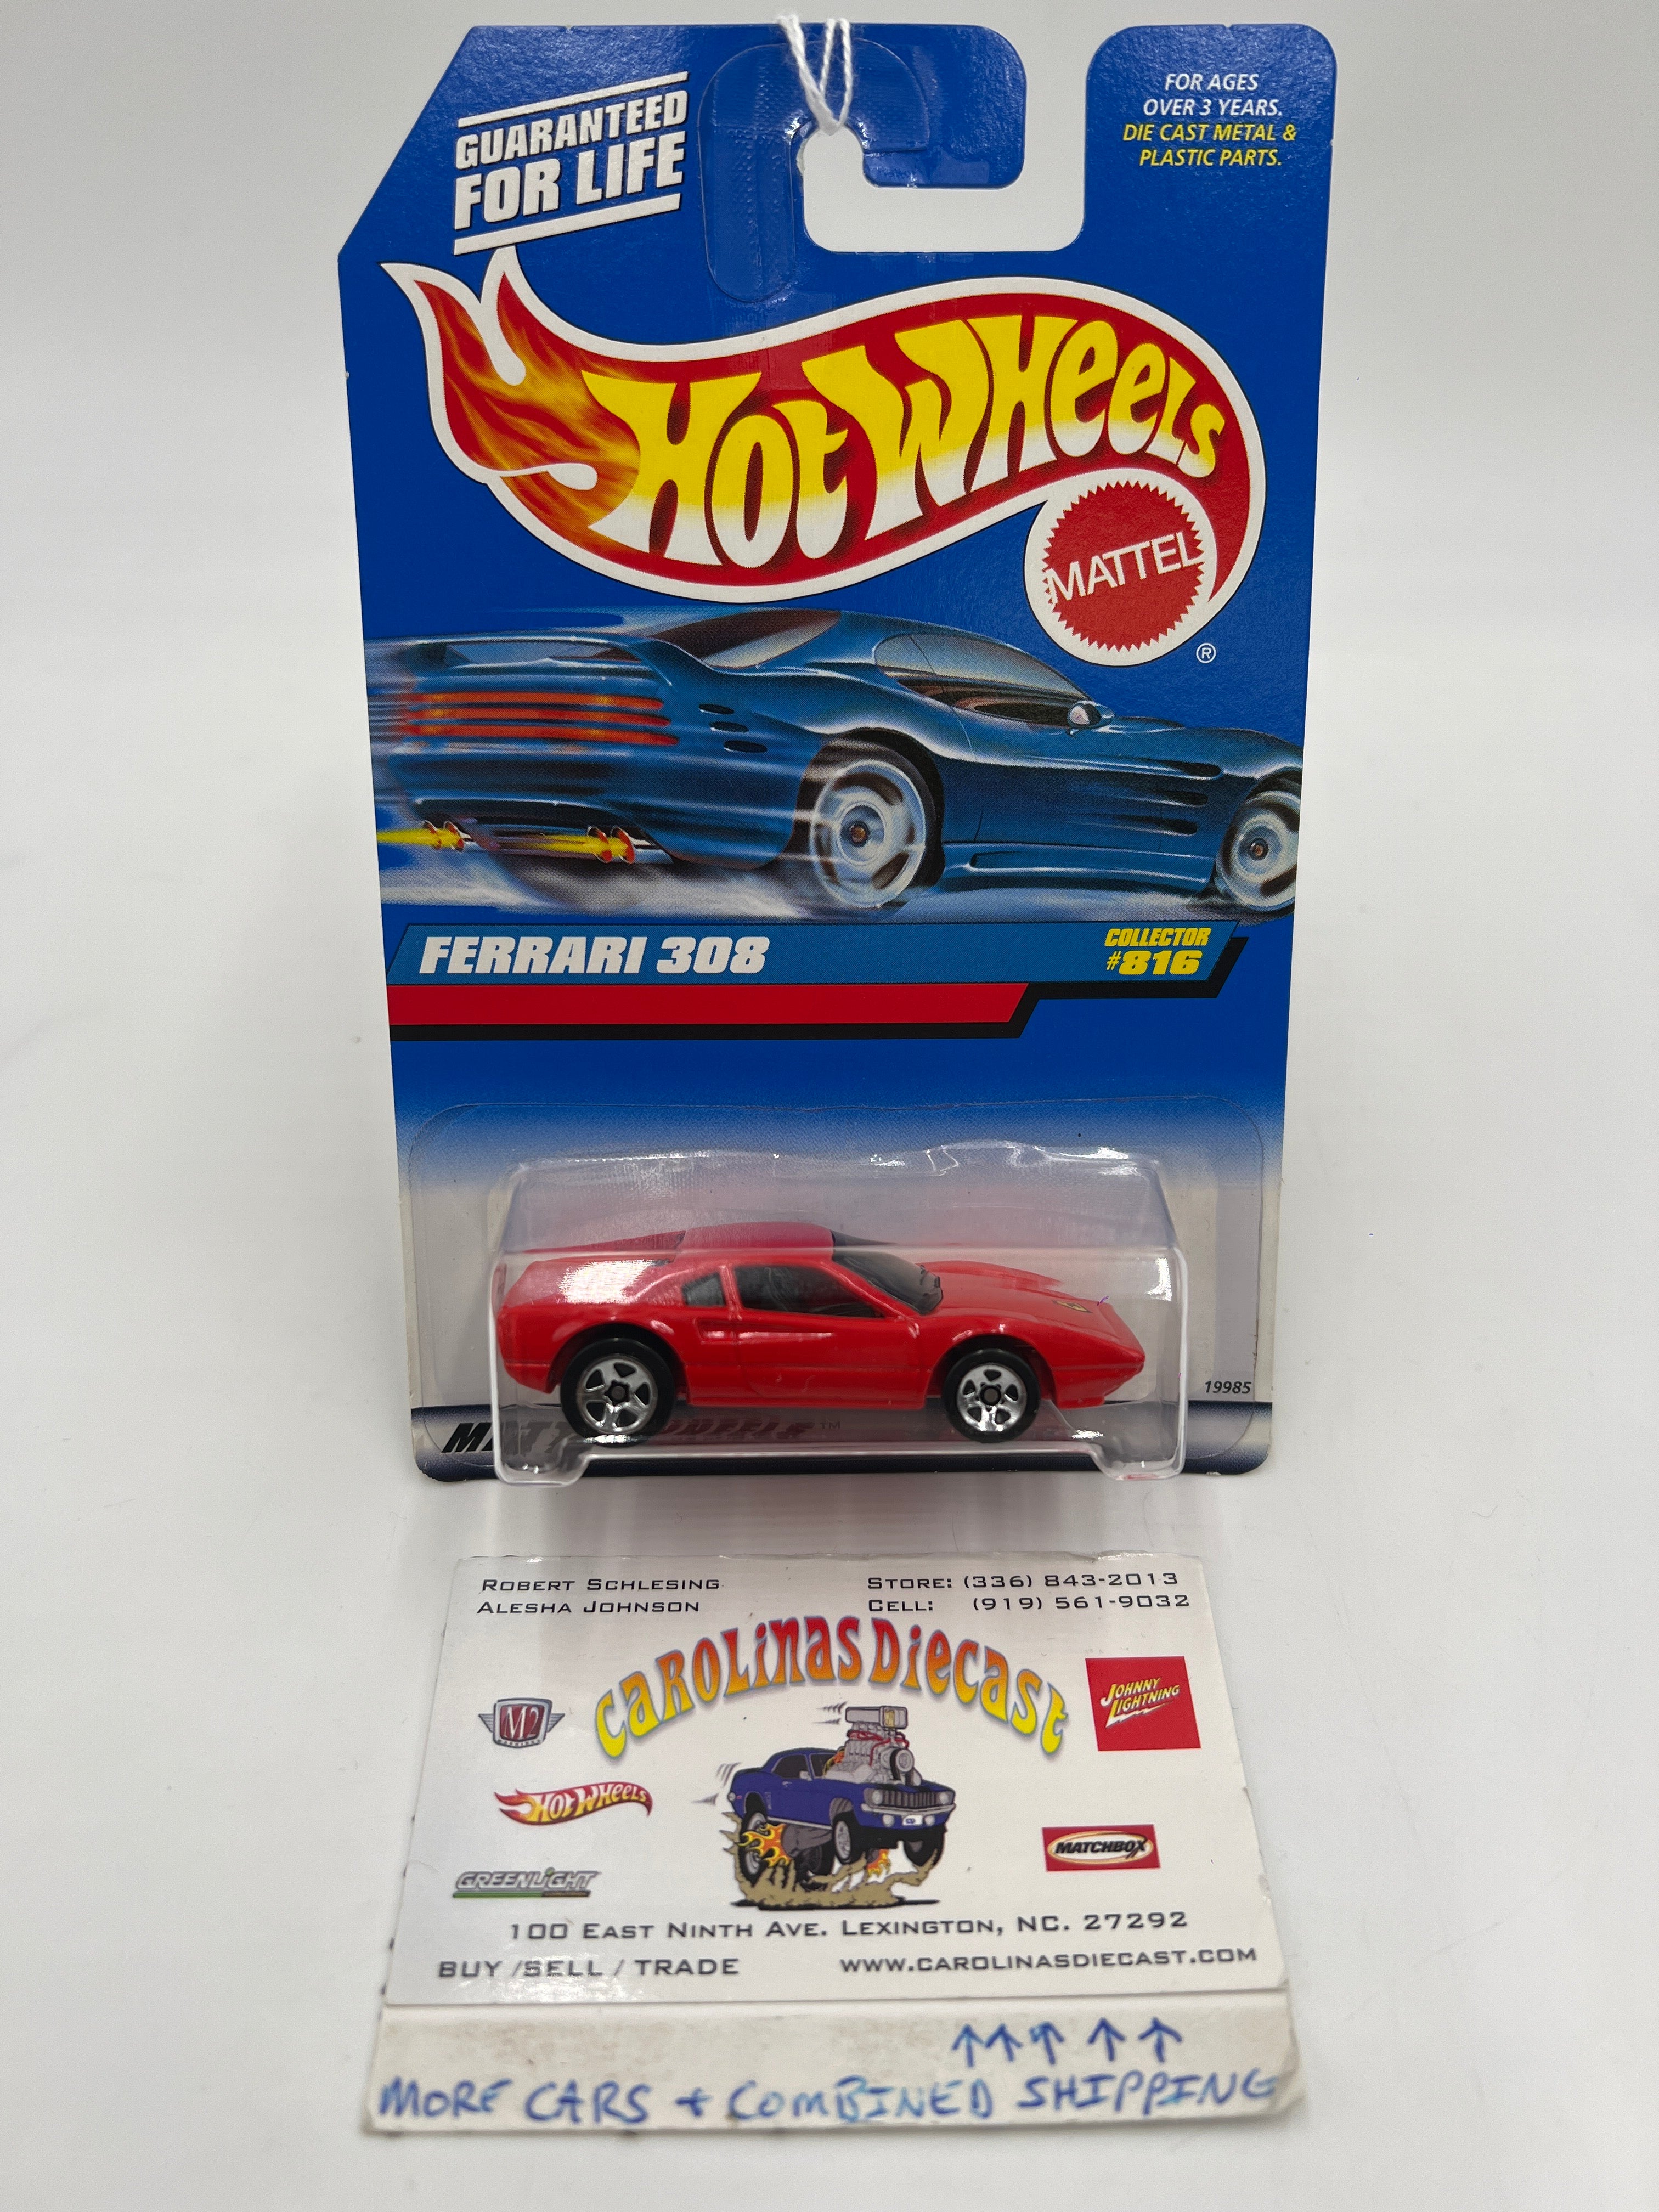 GUARANTEED
FOR LIFE
FOR AGES
OVER 3 YEARS.
DIE CAST METAL &
PLASTIC PARTS.
HOT WHEELS
MATTEL
®
FERRARI 308
COLLECTOR
#816
19985
WHEELS™
ROBERT SCHLESING
ALESHA JOHNSON
STORE: (336) 843-2013
CELL: (919) 561-9032
CAROLINAS DIECAST
M2
JOHNNY
LIGHTNING
HOT WHEELS
MATCHBOX
GREENLIGHT
100 EAST NINTH AVE. LEXINGTON, NC. 27292
BUY /SELL / TRADE
WWW.CAROLINASDIECAST.COM
↑↑↑↑↑
MORE CARS + COMBINED SHIPPING